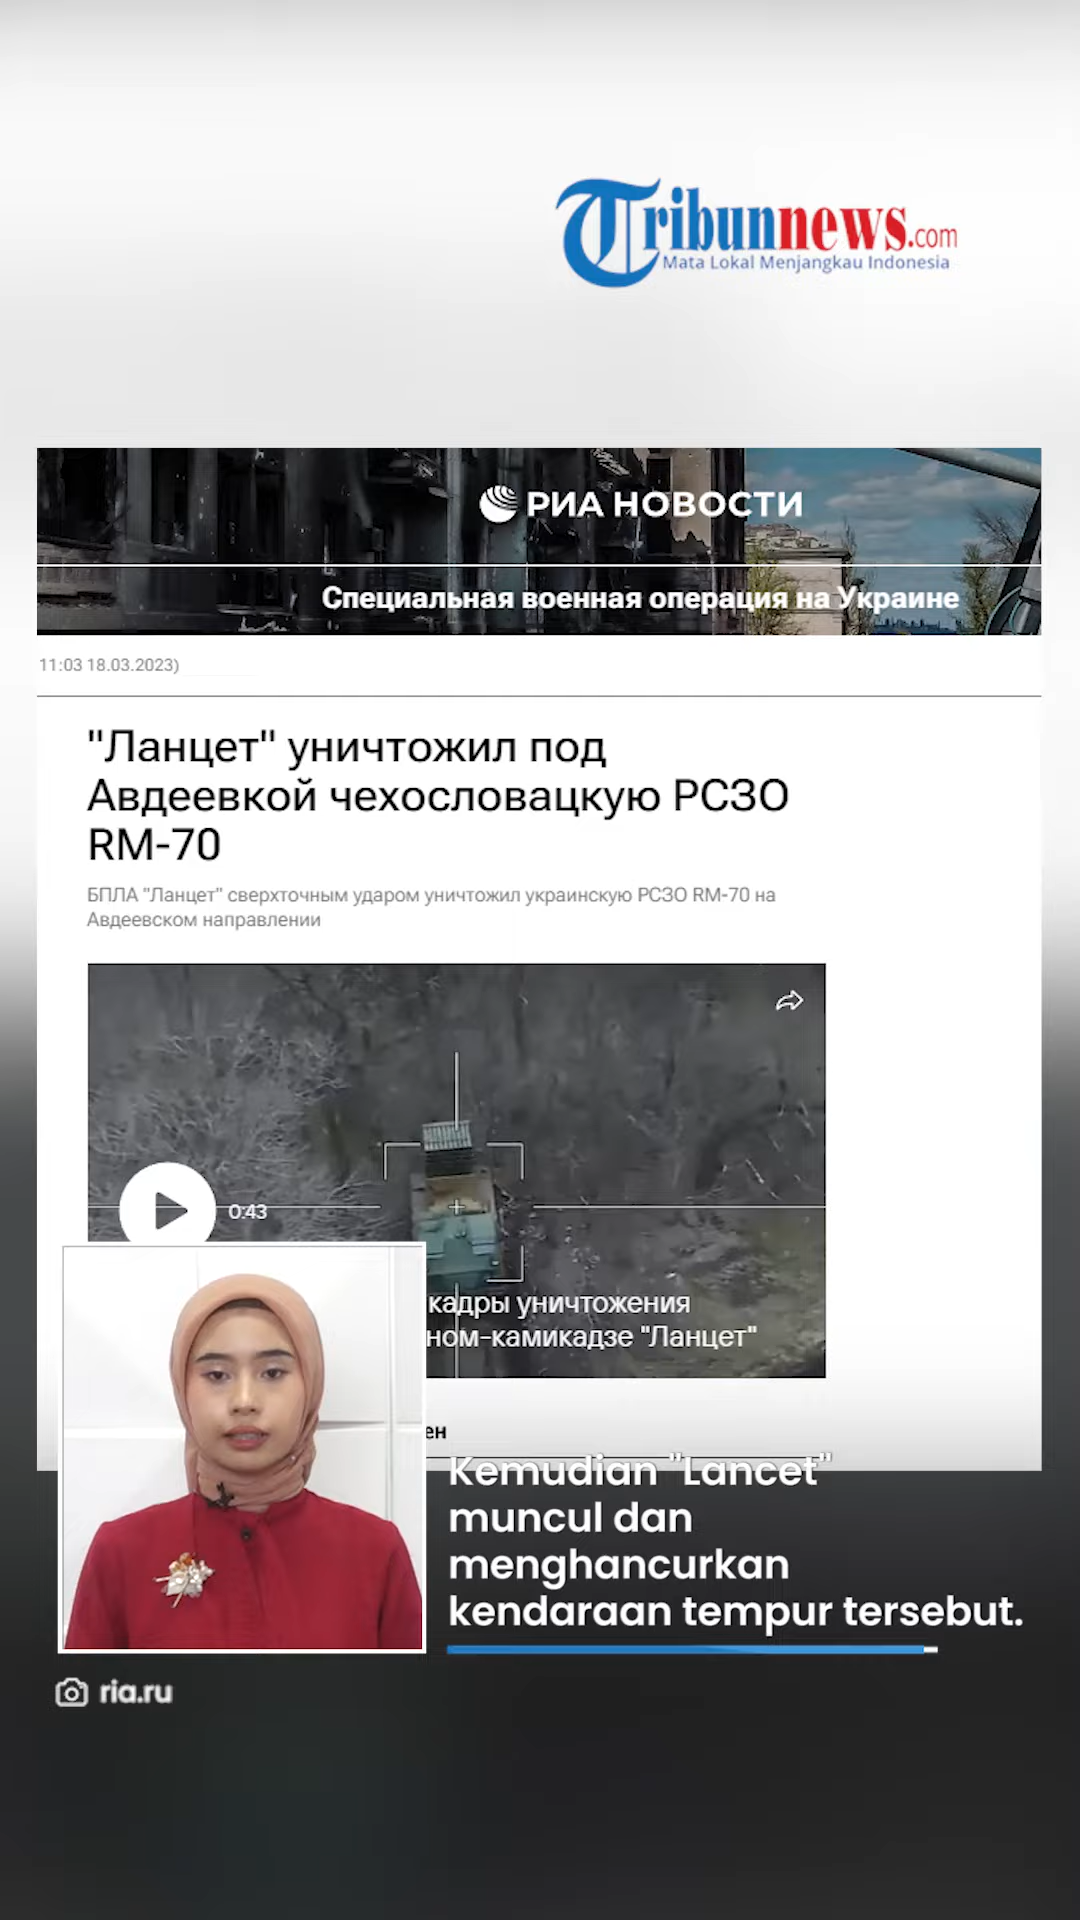 Tribunnews.com
Mata Lokal Menjangkau Indonesia
РИА НОВОСТИ
Специальная военная операция на Украине
11:03 18.03.2023)
"Ланцет" уничтожил под
Авдеевкой чехословацкую РСЗО
RM-70
БПЛА "Ланцет" сверхточным ударом уничтожил украинскую РСЗО RM-70 на
Авдеевском направлении
0:43
кадры уничтожения
ном-камикадзе "Ланцет"
ен
Kemudian "Lancet"
muncul dan
menghancurkan
kendaraan tempur tersebut.
ria.ru